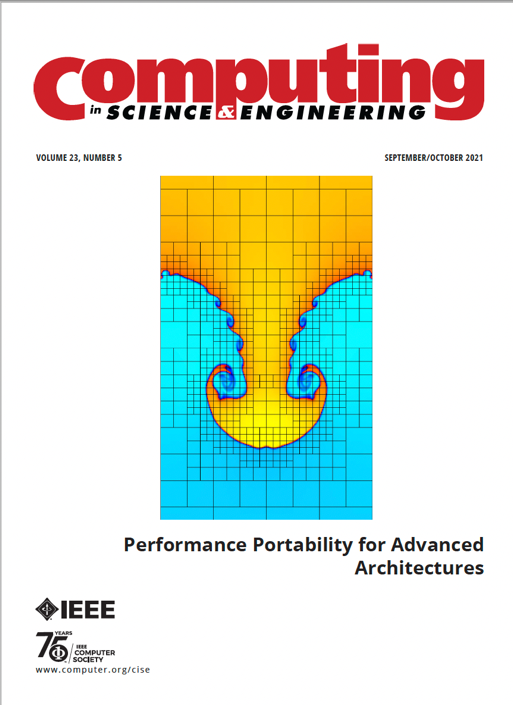 Computing
in SCIENCE & ENGINEERING
VOLUME 23, NUMBER 5
SEPTEMBER/OCTOBER 2021
Performance Portability for Advanced
Architectures
IEEE
75 YEARS
IEEE
COMPUTER
SOCIETY
www.computer.org/cise